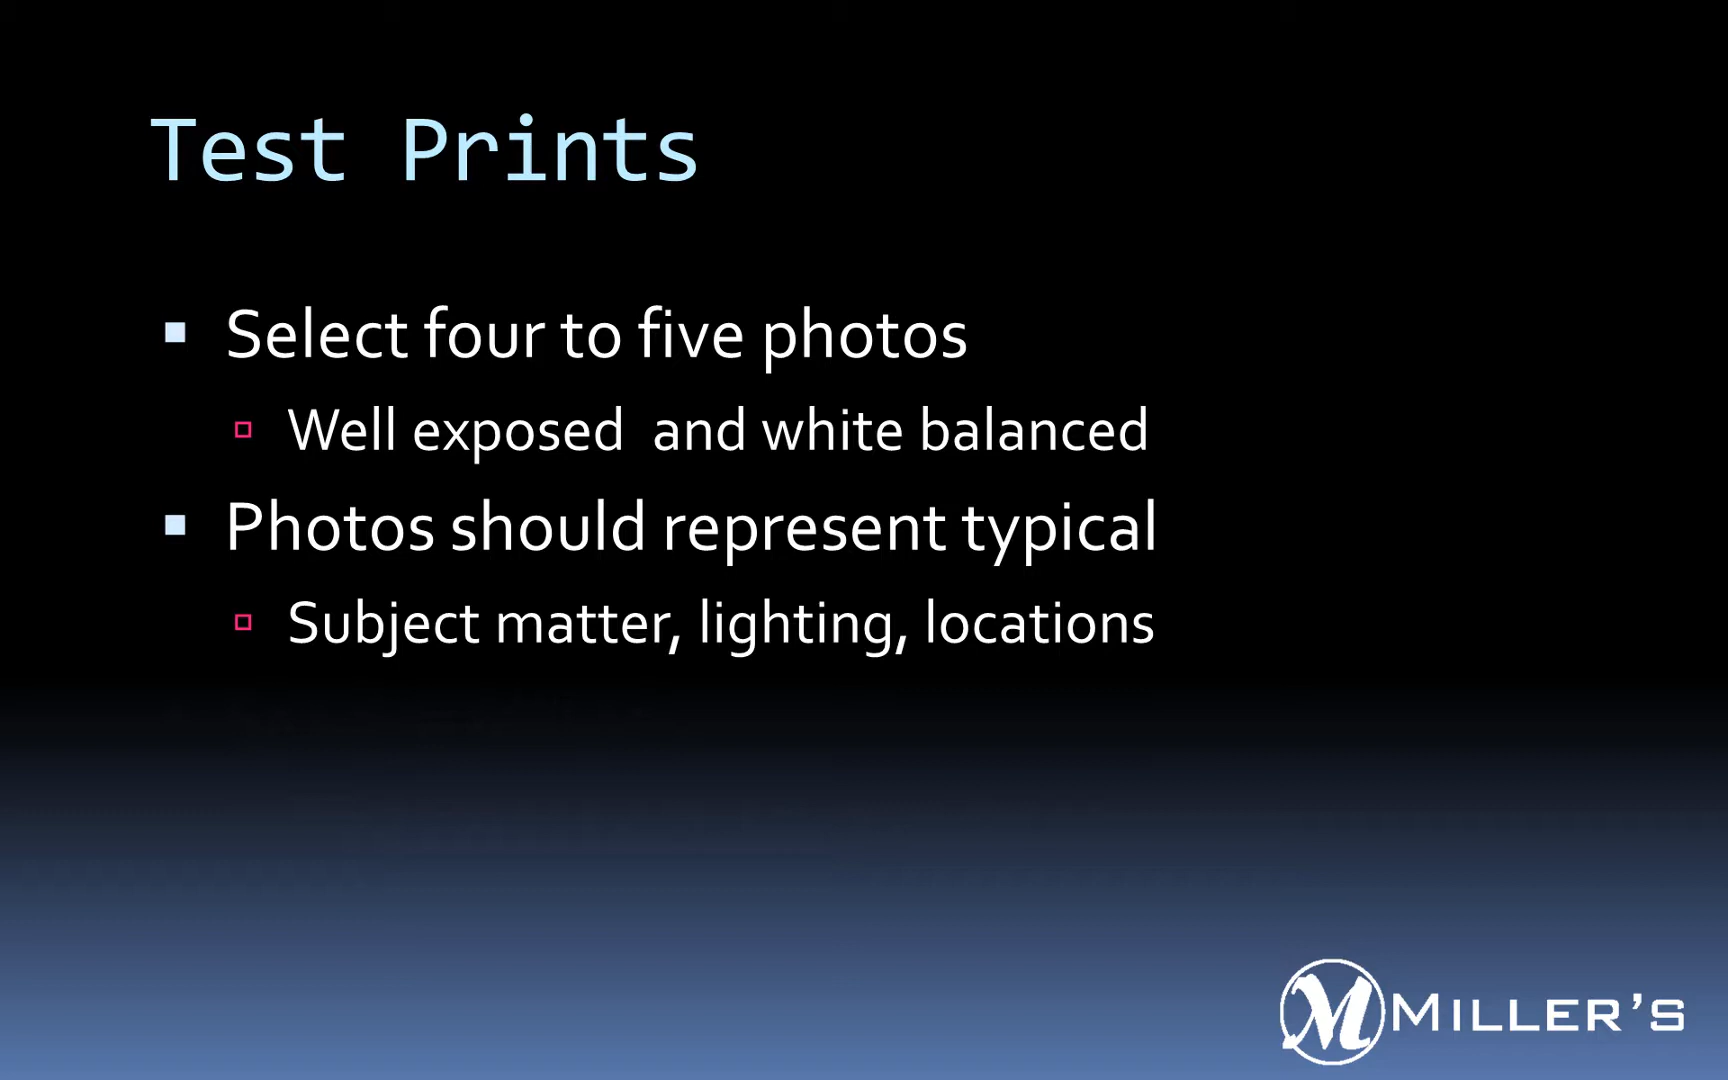 Test Prints
Select four to five photos
Well exposed  and white balanced
Photos should represent typical
Subject matter, lighting, locations
M MILLER'S